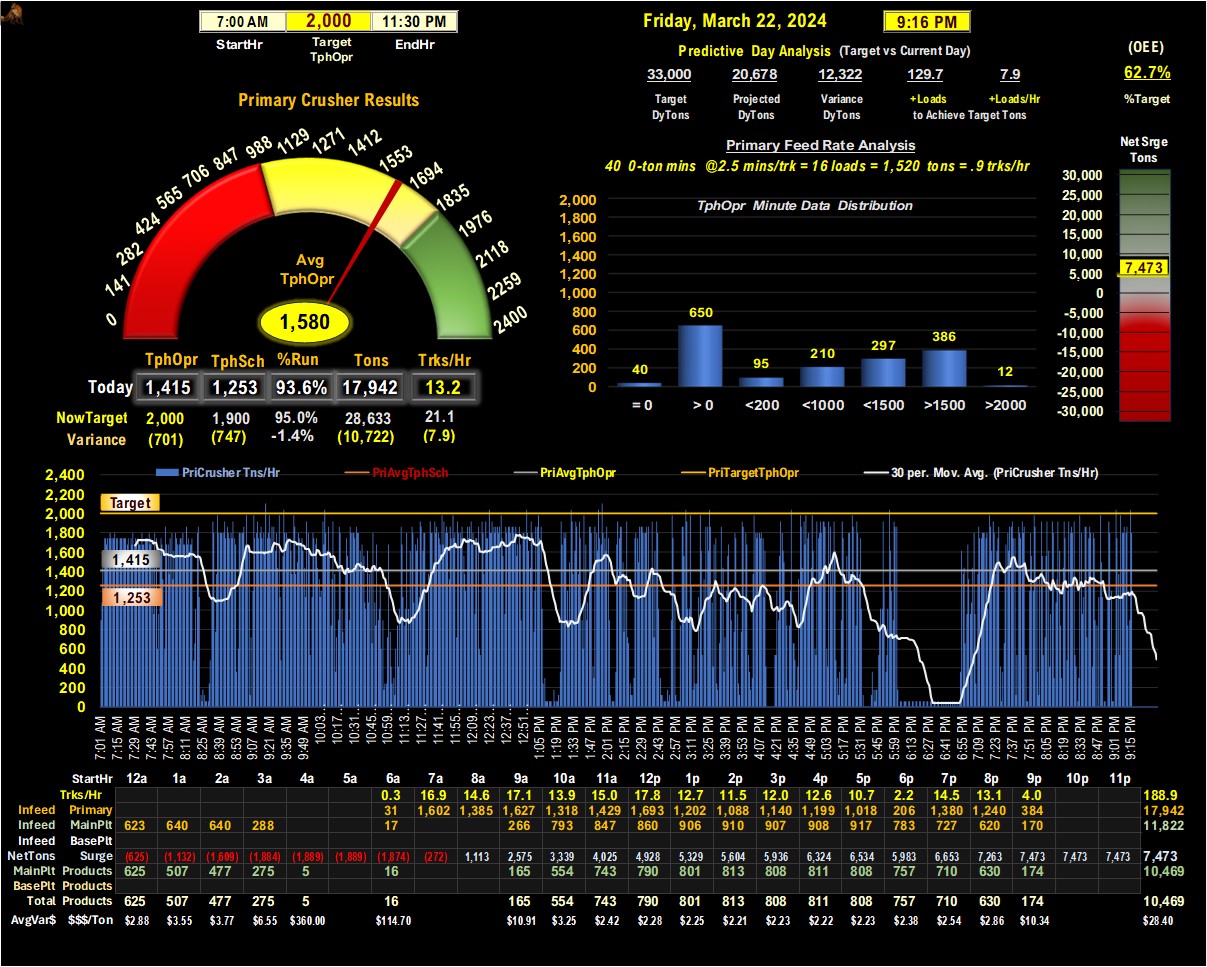 7:00 AM 2,000 11:30 PM
StartHr Target TphOpr EndHr
Friday, March 22, 2024 9:16 PM
Predictive Day Analysis (Target vs Current Day)
33,000 20,678 12,322 129.7 7.9
Target Projected Variance +Loads +Loads/Hr
DyTons DyTons DyTons to Achieve Target Tons
(OEE)
62.7%
%Target
Primary Crusher Results
0 141 282 424 565 706 847 988 1129 1271 1412 1553 1694 1835 1976 2118 2259 2400
Avg
TphOpr
1,580
TphOpr TphSch %Run Tons Trks/Hr
Today 1,415 1,253 93.6% 17,942 13.2
NowTarget 2,000 1,900 95.0% 28,633 21.1
Variance (701) (747) -1.4% (10,722) (7.9)
Primary Feed Rate Analysis
40 0-ton mins @2.5 mins/trk = 16 loads = 1,520 tons = .9 trks/hr
TphOpr Minute Data Distribution
2,000
1,800
1,600
1,400
1,200
1,000
800
600
400
200
0
40 650 95 210 297 386 12
= 0 > 0 <200 <1000 <1500 >1500 >2000
Net Srge
Tons
30,000
25,000
20,000
15,000
10,000
5,000
0
-5,000
-10,000
-15,000
-20,000
-25,000
-30,000
7,473
PriCrusher Tns/Hr PriAvgTphSch PriAvgTphOpr PriTargetTphOpr 30 per. Mov. Avg. (PriCrusher Tns/Hr)
2,400
2,200
2,000
1,800
1,600
1,400
1,200
1,000
800
600
400
200
0
Target
1,415
1,253
7:01 AM 7:15 AM 7:29 AM 7:43 AM 7:57 AM 8:11 AM 8:25 AM 8:39 AM 8:53 AM 9:07 AM 9:21 AM 9:35 AM 9:49 AM 10:03… 10:17… 10:31… 10:45… 10:59… 11:13… 11:27… 11:41… 11:55… 12:09… 12:23… 12:37… 12:51… 1:05 PM 1:19 PM 1:33 PM 1:47 PM 2:01 PM 2:15 PM 2:29 PM 2:43 PM 2:57 PM 3:11 PM 3:25 PM 3:39 PM 3:53 PM 4:07 PM 4:21 PM 4:35 PM 4:49 PM 5:03 PM 5:17 PM 5:31 PM 5:45 PM 5:59 PM 6:13 PM 6:27 PM 6:41 PM 6:55 PM 7:09 PM 7:23 PM 7:37 PM 7:51 PM 8:05 PM 8:19 PM 8:33 PM 8:47 PM 9:01 PM 9:15 PM
StartHr 12a 1a 2a 3a 4a 5a 6a 7a 8a 9a 10a 11a 12p 1p 2p 3p 4p 5p 6p 7p 8p 9p 10p 11p
Trks/Hr 0.3 16.9 14.6 17.1 13.9 15.0 17.8 12.7 11.5 12.0 12.6 10.7 2.2 14.5 13.1 4.0 188.9
Infeed Primary 31 1,602 1,385 1,627 1,318 1,429 1,693 1,202 1,088 1,140 1,199 1,018 206 1,380 1,240 384 17,942
Infeed MainPlt 623 640 640 288 17 266 793 847 860 906 910 907 908 917 783 727 620 170 11,822
Infeed BasePlt
NetTons Surge (625) (1,132) (1,609) (1,884) (1,889) (1,889) (1,874) (272) 1,113 2,575 3,339 4,025 4,928 5,329 5,604 5,936 6,324 6,534 5,983 6,653 7,263 7,473 7,473 7,473 7,473
MainPlt Products 625 507 477 275 5 16 165 554 743 790 801 813 808 811 808 757 710 630 174 10,469
BasePlt Products
Total Products 625 507 477 275 5 16 165 554 743 790 801 813 808 811 808 757 710 630 174 10,469
AvgVar$ $$$/Ton $2.88 $3.55 $3.77 $6.55 $360.00 $114.70 $10.91 $3.25 $2.42 $2.28 $2.25 $2.21 $2.23 $2.22 $2.23 $2.38 $2.54 $2.86 $10.34 $28.40